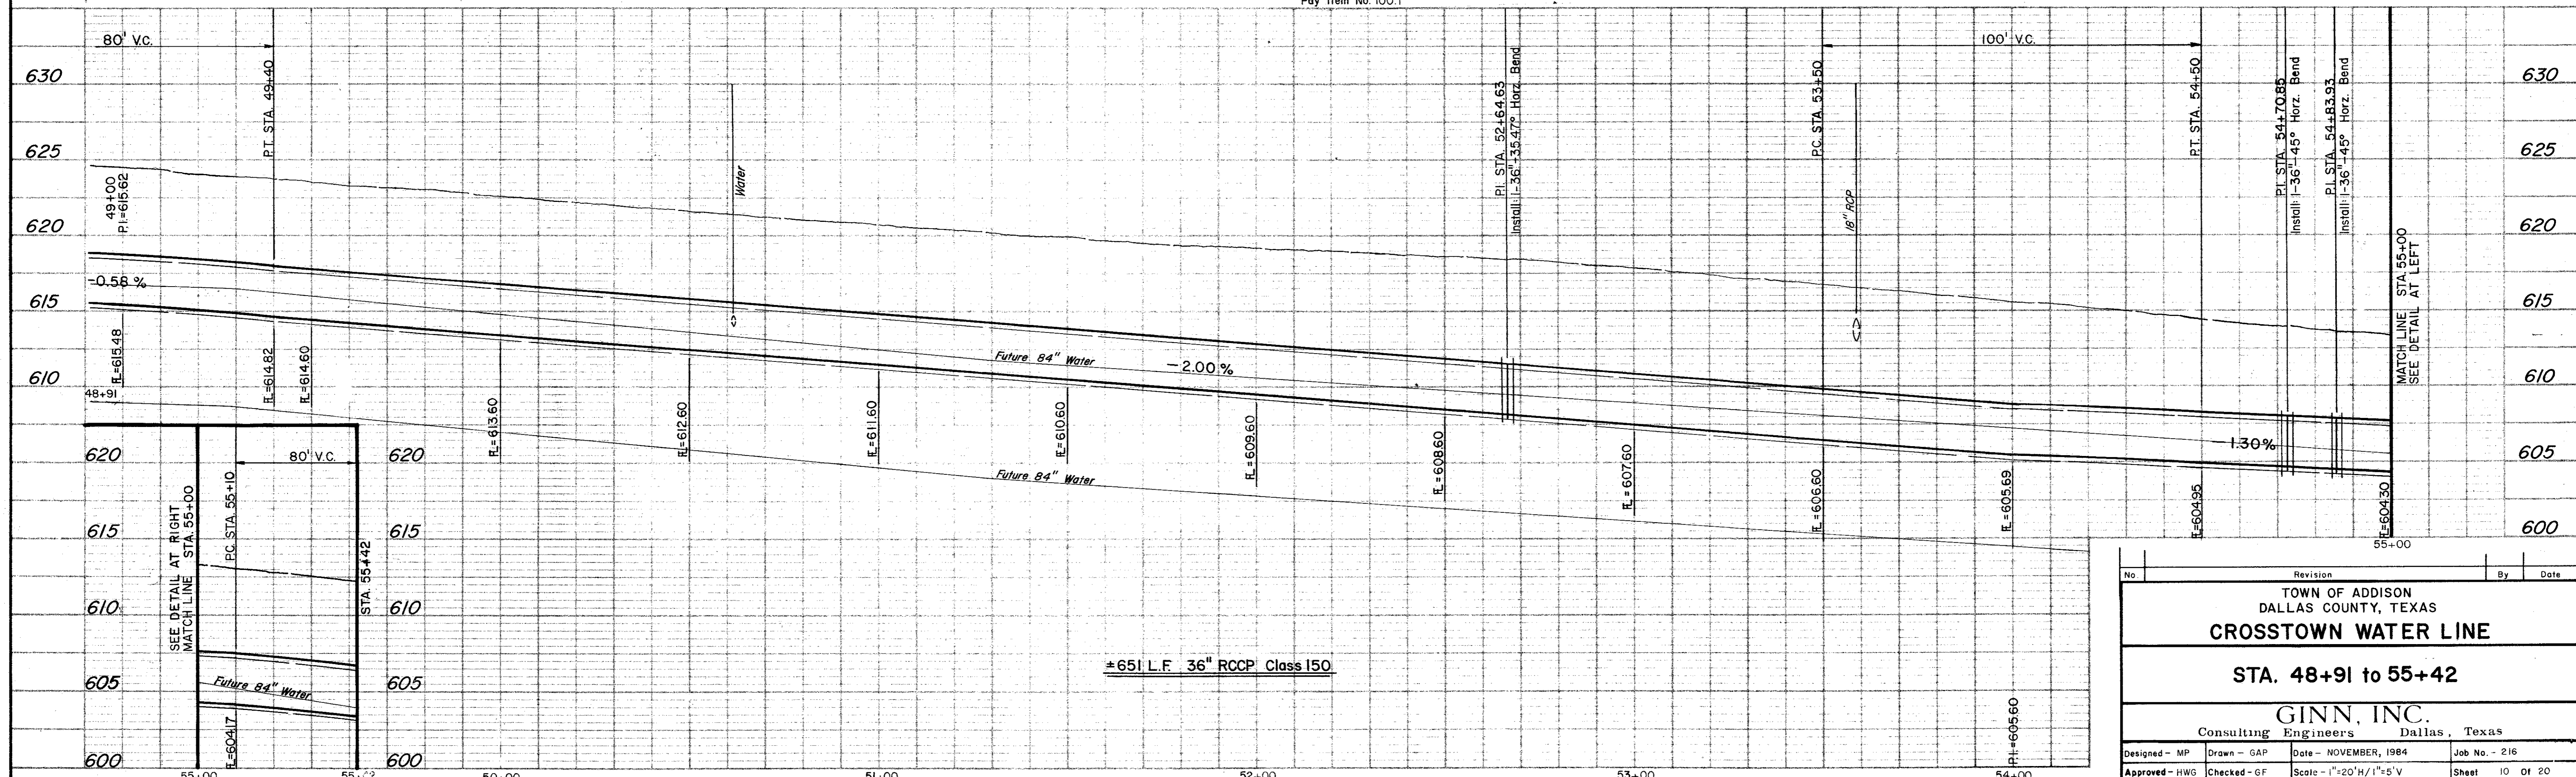 Pay Item No. 100.1
80' V.C.
P.T. STA. 49+40
100' V.C.
630
625
620
615
610
49+00
P.I.=615.62
-0.58 %
48+91
Water
P.I. STA. 52+64.63
Install: 1-36"-35.47° Horz. Bend
P.C. STA. 53+50
18" RCP
P.T. STA. 54+50
P.I. STA. 54+70.85
Install: 1-36"-45° Horz. Bend
P.I. STA. 54+83.93
Install: 1-36"-45° Horz. Bend
MATCH LINE STA. 55+00
SEE DETAIL AT LEFT
630
625
620
615
610
605
600
55+00
Future 84" Water
-2.00 %
-1.30%
Future 84" Water
FL=615.48
FL=614.82
FL=614.60
FL=613.60
FL=612.60
FL=611.60
FL=610.60
FL=609.60
FL=608.60
FL=607.60
FL=606.60
FL=605.69
FL=604.95
FL=604.30
620
615
610
605
600
80' V.C.
SEE DETAIL AT RIGHT
MATCH LINE STA. 55+00
P.C. STA. 55+10
STA. 55+42
Future 84" Water
FL=604.17
620
615
610
605
600
±651 L.F. 36" RCCP Class 150
P.I.=605.60
55+00
50+00
51+00
52+00
53+00
54+00
No. Revision By Date
TOWN OF ADDISON
DALLAS COUNTY, TEXAS
CROSSTOWN WATER LINE
STA. 48+91 to 55+42
GINN, INC.
Consulting Engineers Dallas, Texas
Designed - MP Drawn - GAP Date - NOVEMBER, 1984 Job No. - 216
Approved - HWG Checked - GF Scale - 1"=20'H/1"=5'V Sheet 10 Of 20